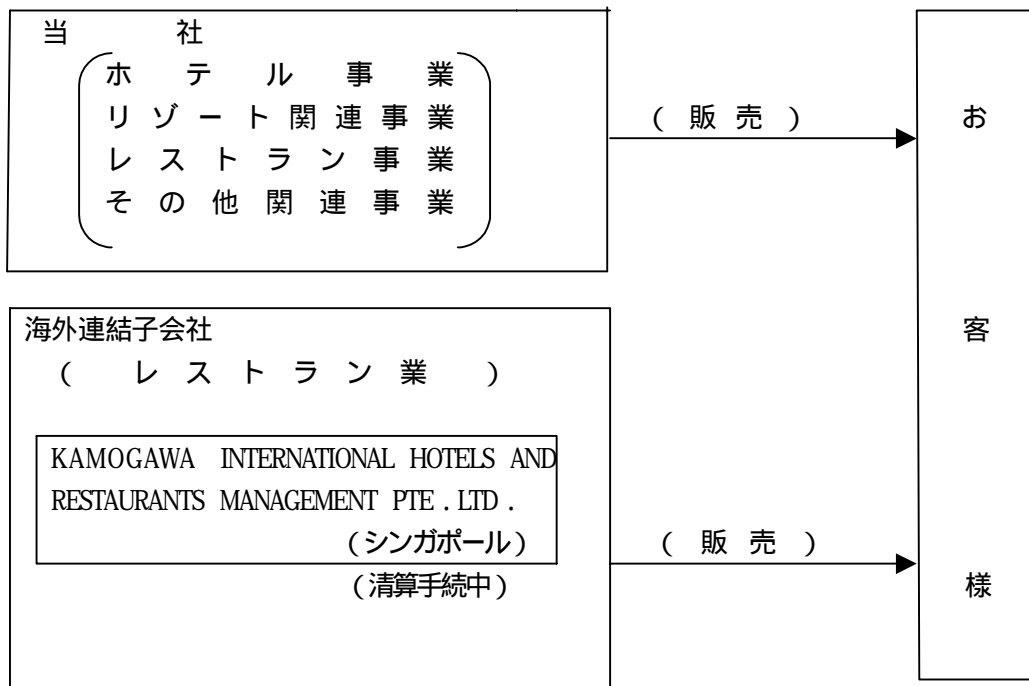 当 社
ホテル事業
リゾート関連事業
レストラン事業
その他関連事業
(販売)
海外連結子会社
( レストラン業 )
KAMOGAWA INTERNATIONAL HOTELS AND
RESTAURANTS MANAGEMENT PTE.LTD.
(シンガポール)
(清算手続中)
(販売)
お客様